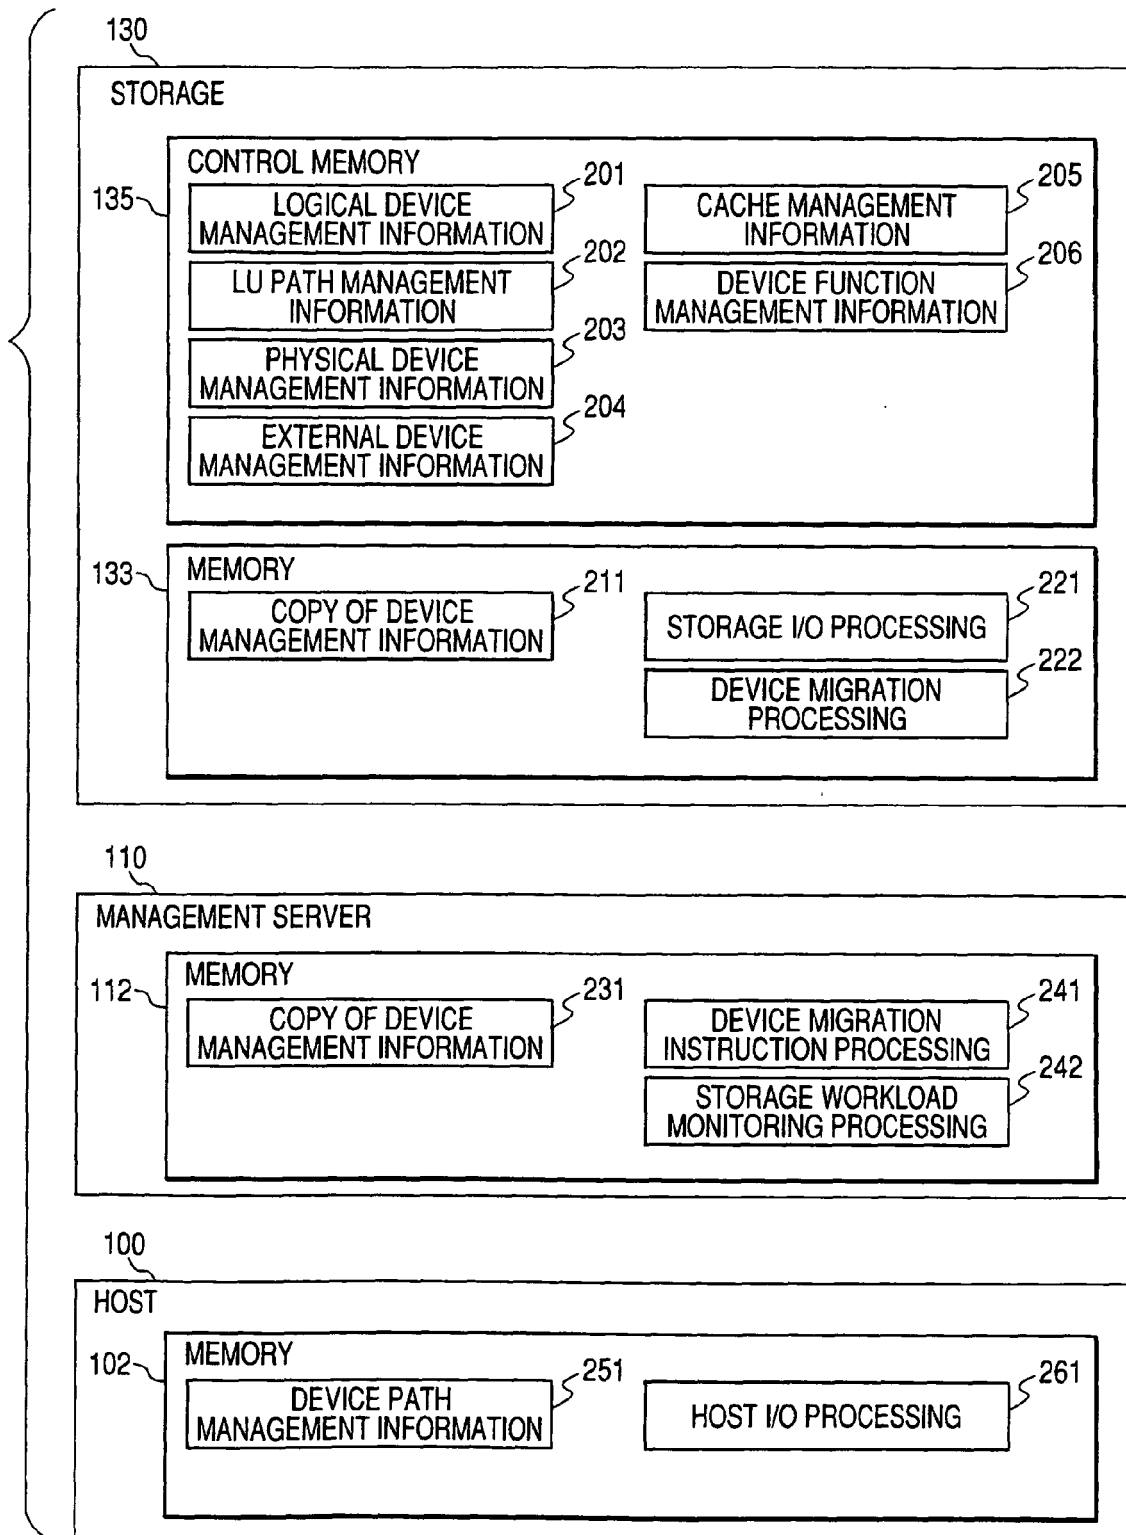 130
STORAGE
CONTROL MEMORY
135
LOGICAL DEVICE
MANAGEMENT INFORMATION
201
CACHE MANAGEMENT
INFORMATION
205
LU PATH MANAGEMENT
INFORMATION
202
DEVICE FUNCTION
MANAGEMENT INFORMATION
206
PHYSICAL DEVICE
MANAGEMENT INFORMATION
203
EXTERNAL DEVICE
MANAGEMENT INFORMATION
204
133
MEMORY
COPY OF DEVICE
MANAGEMENT INFORMATION
211
STORAGE I/O PROCESSING
221
DEVICE MIGRATION
PROCESSING
222
110
MANAGEMENT SERVER
112
MEMORY
COPY OF DEVICE
MANAGEMENT INFORMATION
231
DEVICE MIGRATION
INSTRUCTION PROCESSING
241
STORAGE WORKLOAD
MONITORING PROCESSING
242
100
HOST
102
MEMORY
DEVICE PATH
MANAGEMENT INFORMATION
251
HOST I/O PROCESSING
261